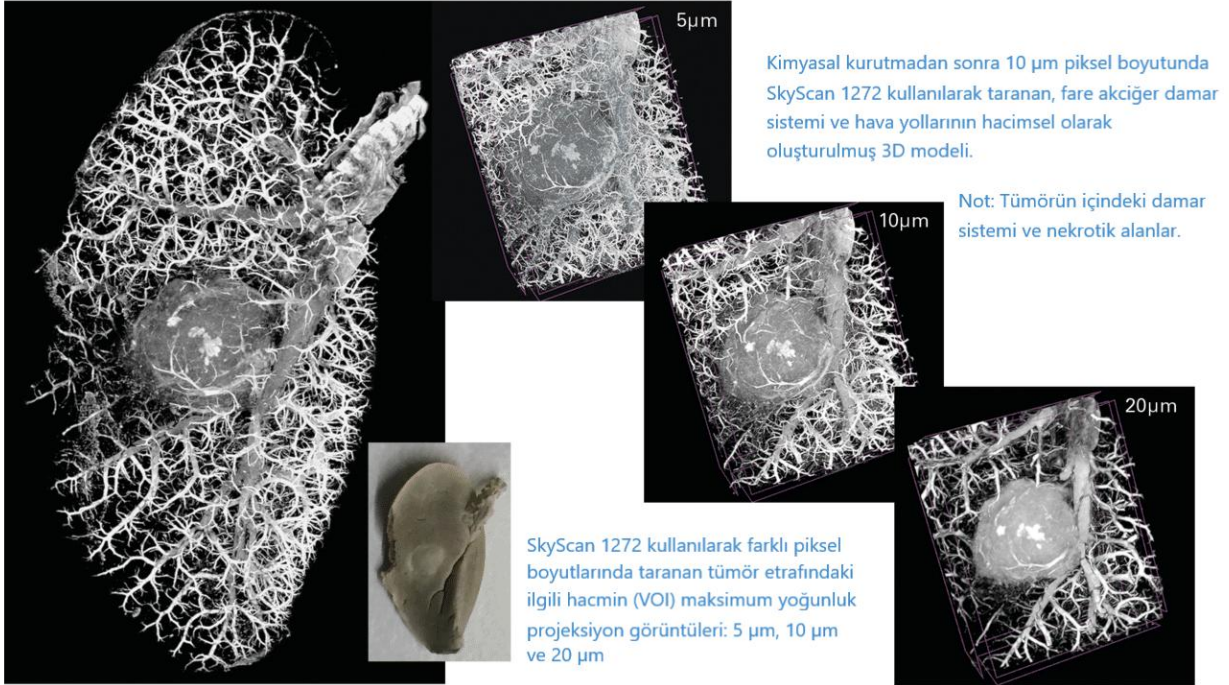 5µm
Kimyasal kurutmadan sonra 10 µm piksel boyutunda
SkyScan 1272 kullanılarak taranan, fare akciğer damar
sistemi ve hava yollarının hacimsel olarak
oluşturulmuş 3D modeli.
Not: Tümörün içindeki damar
sistemi ve nekrotik alanlar.
10µm
20µm
SkyScan 1272 kullanılarak farklı piksel
boyutlarında taranan tümör etrafındaki
ilgili hacmin (VOI) maksimum yoğunluk
projeksiyon görüntüleri: 5 µm, 10 µm
ve 20 µm